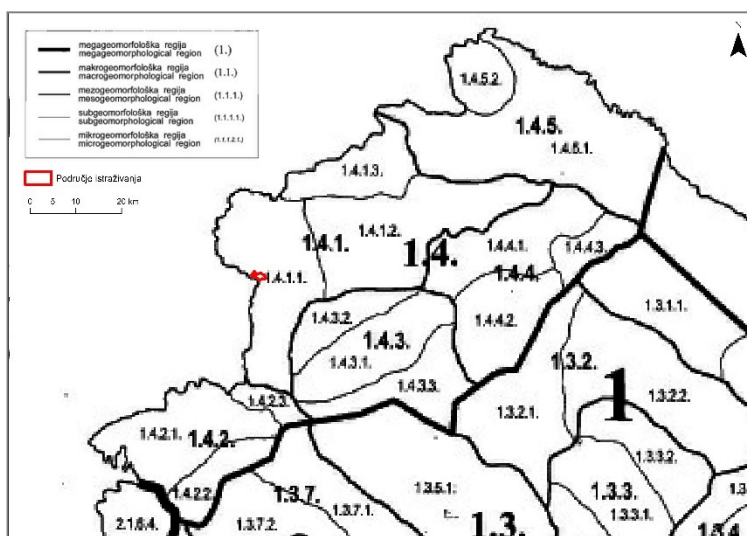 megageomorfološka regija
megageomorphological region (1.)
makrogeomorfološka regija
macrogeomorphological region (1.1.)
mezogeomorfološka regija
mesogeomorphological region (1.1.1.)
subgeomorfološka regija
subgeomorphological region (1.1.1.1.)
mikrogeomorfološka regija
microgeomorphological region (1.1.1.2.1.)
Područje istraživanja
0 5 10 20 km
1.4.5.2.
1.4.5.
1.4.5.1.
1.4.1.3.
1.4.1.
1.4.1.2.
1.4.
1.4.4.1.
1.4.4.3.
1.4.4.
1.4.1.1.
1.3.1.1.
1.4.3.2.
1.4.4.2.
1.4.3.
1.4.3.1.
1.3.2.
1.4.3.3.
1
1.3.2.2.
1.4.2.3.
1.3.2.1.
1.4.2.1.
1.4.2.
1.3.3.2.
1.4.2.2.
1.3.7.
1.3.5.1.
1.3.3.
1.3.7.1.
1.3.3.1.
2.1.6.4.
1.3.7.2.
1.3.
1.3.4